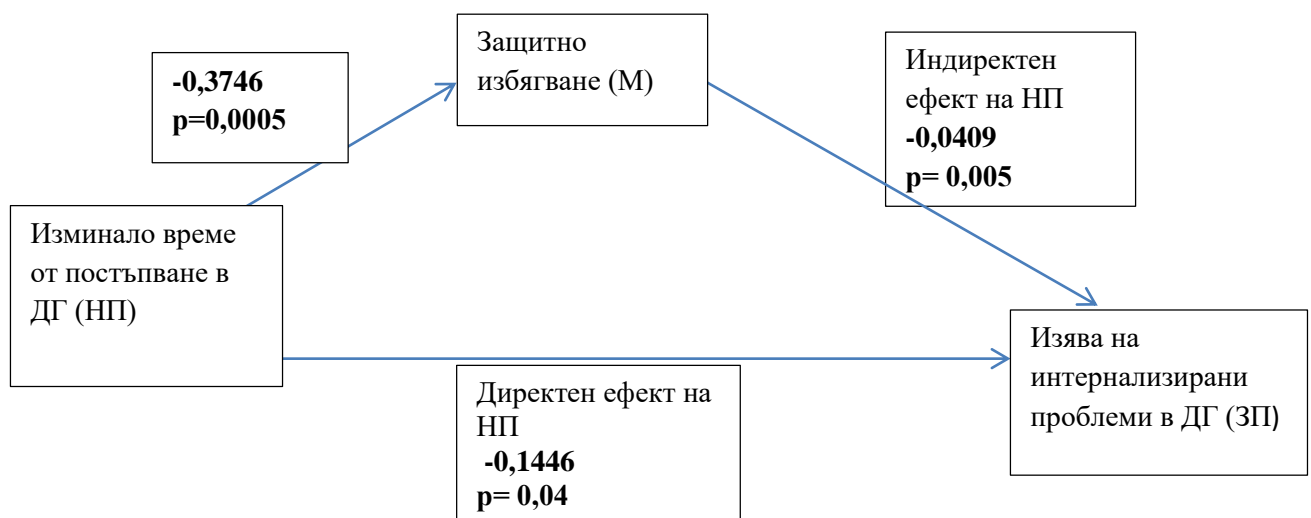 Защитно
избягване (М)
-0,3746
p=0,0005
Индиректен
ефект на НП
-0,0409
p= 0,005
Изминало време
от постъпване в
ДГ (НП)
Директен ефект на
НП
-0,1446
p= 0,04
Изява на
интернализирани
проблеми в ДГ (ЗП)